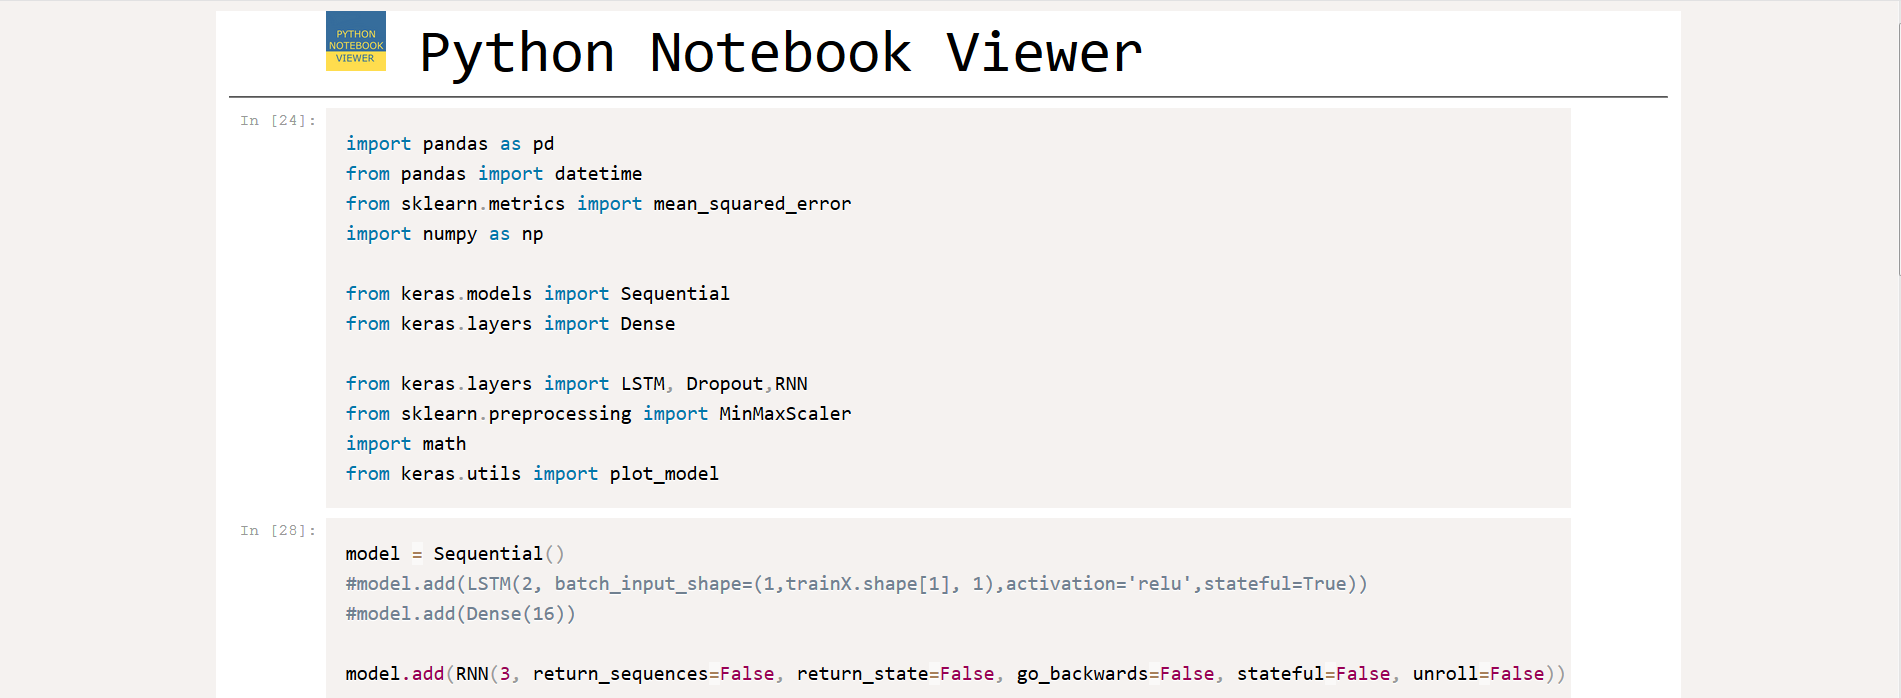 PYTHON
NOTEBOOK
VIEWER
Python Notebook Viewer
In [24]:
import pandas as pd
from pandas import datetime
from sklearn.metrics import mean_squared_error
import numpy as np
from keras.models import Sequential
from keras.layers import Dense
from keras.layers import LSTM, Dropout,RNN
from sklearn.preprocessing import MinMaxScaler
import math
from keras.utils import plot_model
In [28]:
model = Sequential()
#model.add(LSTM(2, batch_input_shape=(1,trainX.shape[1], 1),activation='relu',stateful=True))
#model.add(Dense(16))
model.add(RNN(3, return_sequences=False, return_state=False, go_backwards=False, stateful=False, unroll=False))